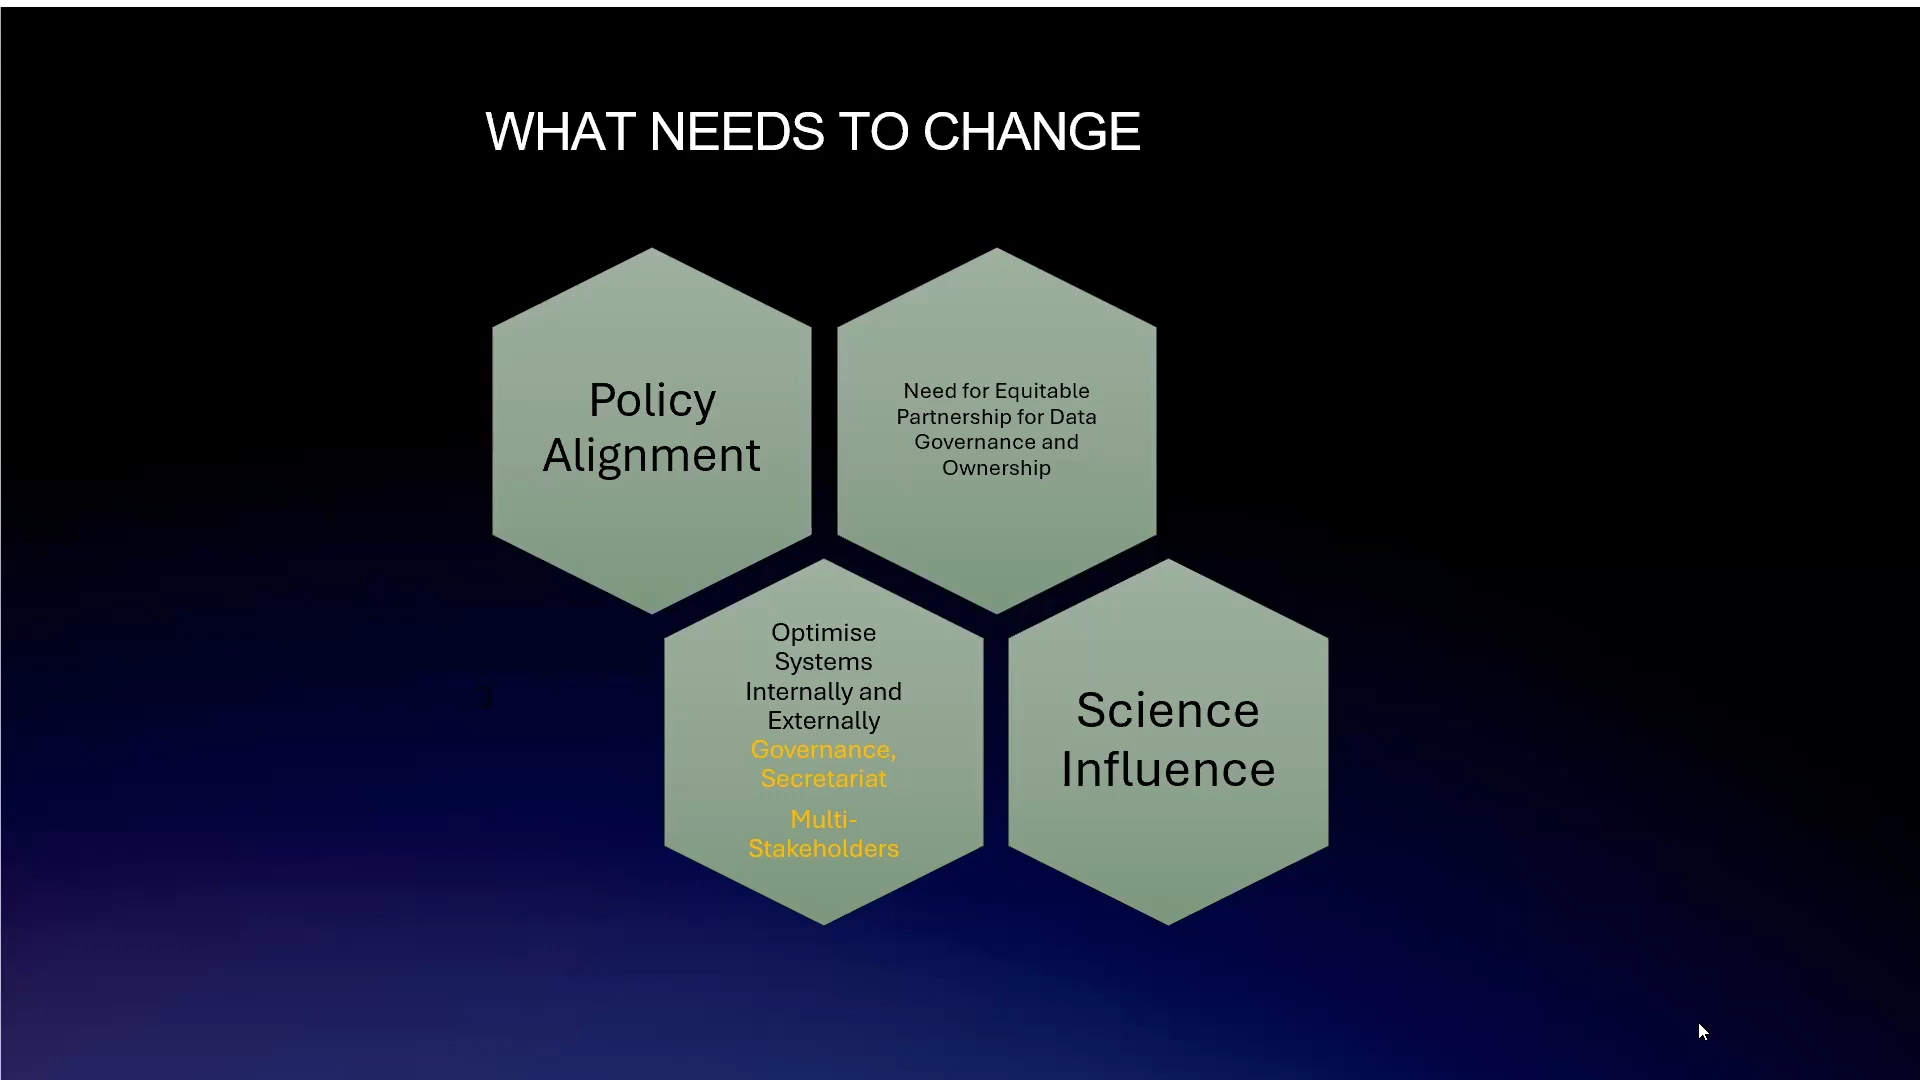 WHAT NEEDS TO CHANGE
Policy
Alignment
Need for Equitable
Partnership for Data
Governance and
Ownership
Optimise
Systems
Internally and
Externally
Governance,
Secretariat
Multi-
Stakeholders
Science
Influence